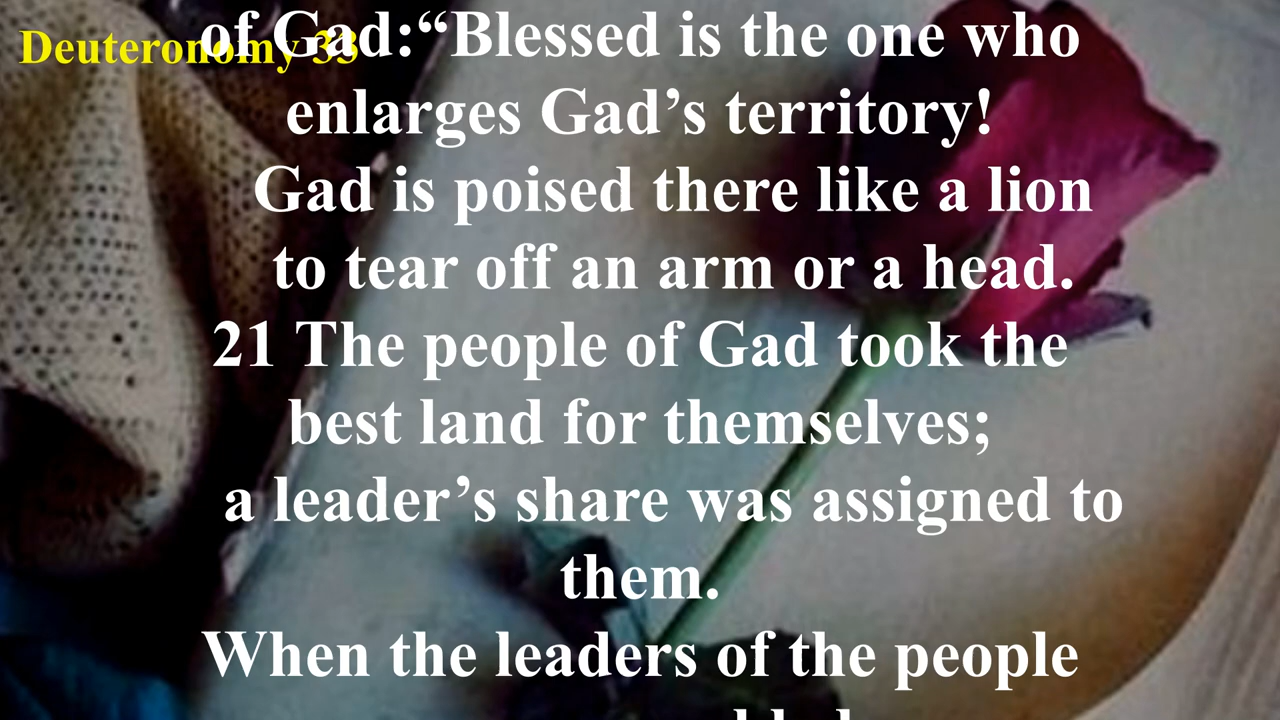 Deuteronomy 33
of Gad:“Blessed is the one who
enlarges Gad’s territory!
Gad is poised there like a lion
to tear off an arm or a head.
21 The people of Gad took the
best land for themselves;
a leader’s share was assigned to
them.
When the leaders of the people